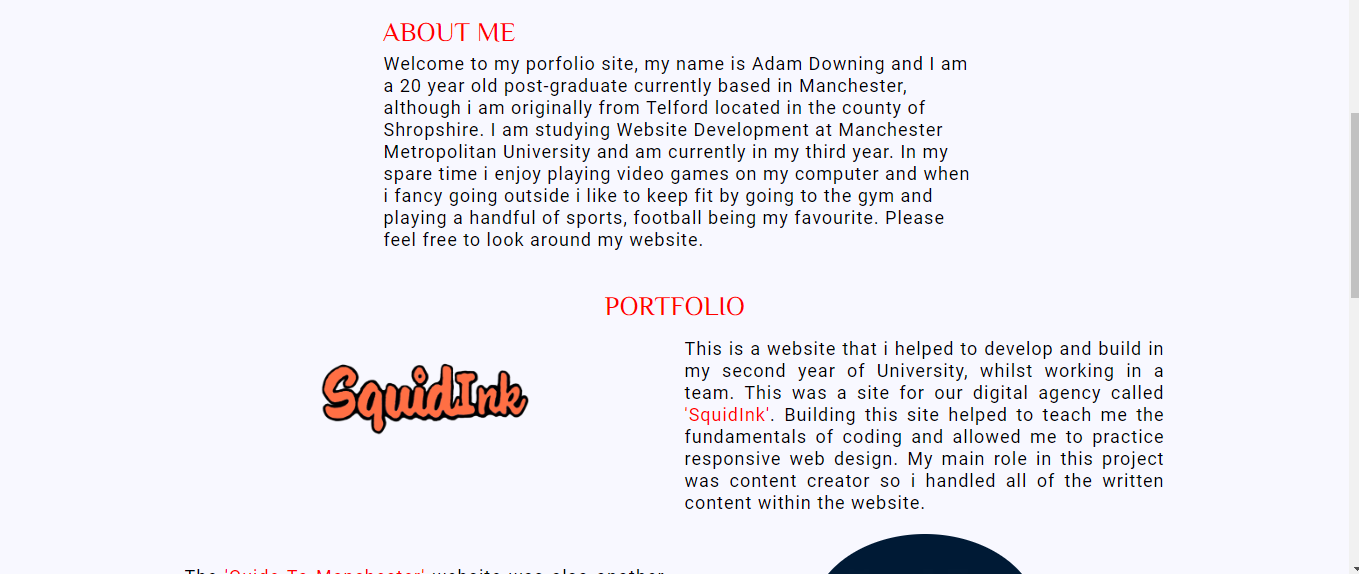 ABOUT ME
Welcome to my porfolio site, my name is Adam Downing and I am
a 20 year old post-graduate currently based in Manchester,
although i am originally from Telford located in the county of
Shropshire. I am studying Website Development at Manchester
Metropolitan University and am currently in my third year. In my
spare time i enjoy playing video games on my computer and when
i fancy going outside i like to keep fit by going to the gym and
playing a handful of sports, football being my favourite. Please
feel free to look around my website.
PORTFOLIO
SquidInk
This is a website that i helped to develop and build in
my second year of University, whilst working in a
team. This was a site for our digital agency called
'SquidInk'. Building this site helped to teach me the
fundamentals of coding and allowed me to practice
responsive web design. My main role in this project
was content creator so i handled all of the written
content within the website.
The 'Guide To Manchester' website was also another